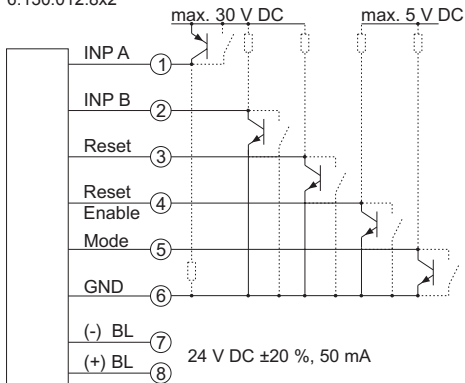 6.130.012.8x2
max. 30 V DC
max. 5 V DC
INP A
1
INP B
2
Reset
3
Reset
Enable
4
Mode
5
GND
6
(-) BL
7
24 V DC ±20 %, 50 mA
(+) BL
8